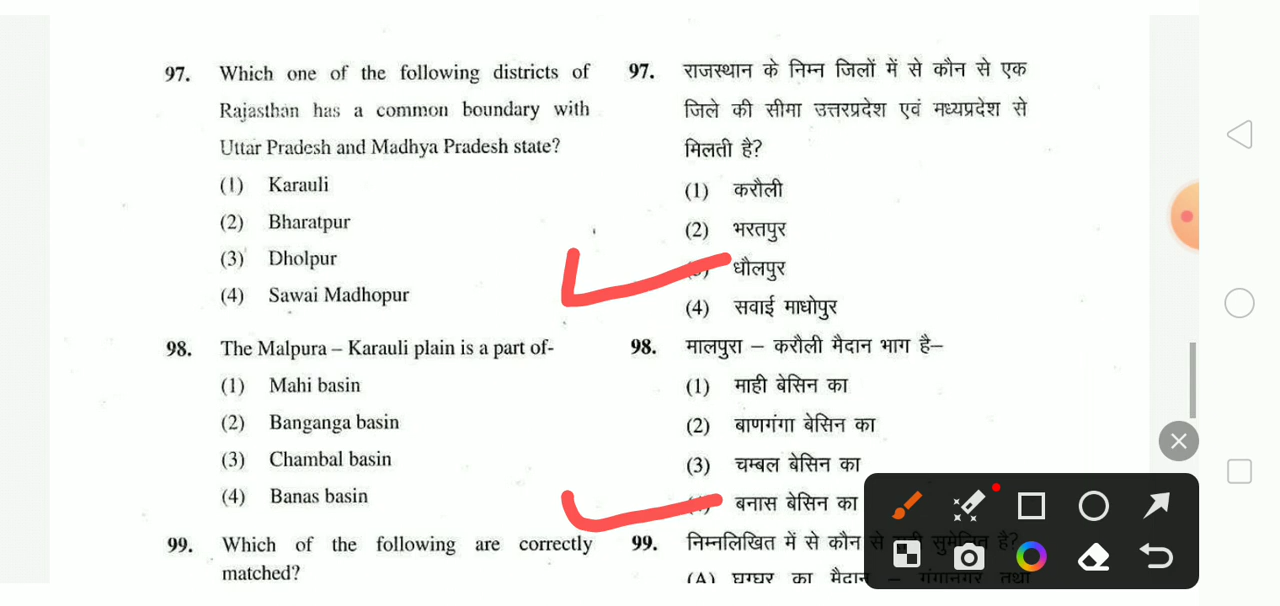 97. Which one of the following districts of
Rajasthan has a common boundary with
Uttar Pradesh and Madhya Pradesh state?
(1) Karauli
(2) Bharatpur
(3) Dholpur
(4) Sawai Madhopur
98. The Malpura – Karauli plain is a part of-
(1) Mahi basin
(2) Banganga basin
(3) Chambal basin
(4) Banas basin
99. Which of the following are correctly
matched?
97. राजस्थान के निम्न जिलों में से कौन से एक
जिले की सीमा उत्तरप्रदेश एवं मध्यप्रदेश से
मिलती है?
(1) करौली
(2) भरतपुर
धौलपुर
(4) सवाई माधोपुर
98. मालपुरा – करौली मैदान भाग है–
(1) माही बेसिन का
(2) बाणगंगा बेसिन का
(3) चम्बल बेसिन का
बनास बेसिन का
99. निम्नलिखित में से कौन से सुमेलित है?
(A) घग्घर का मैदान – गंगानगर तथा